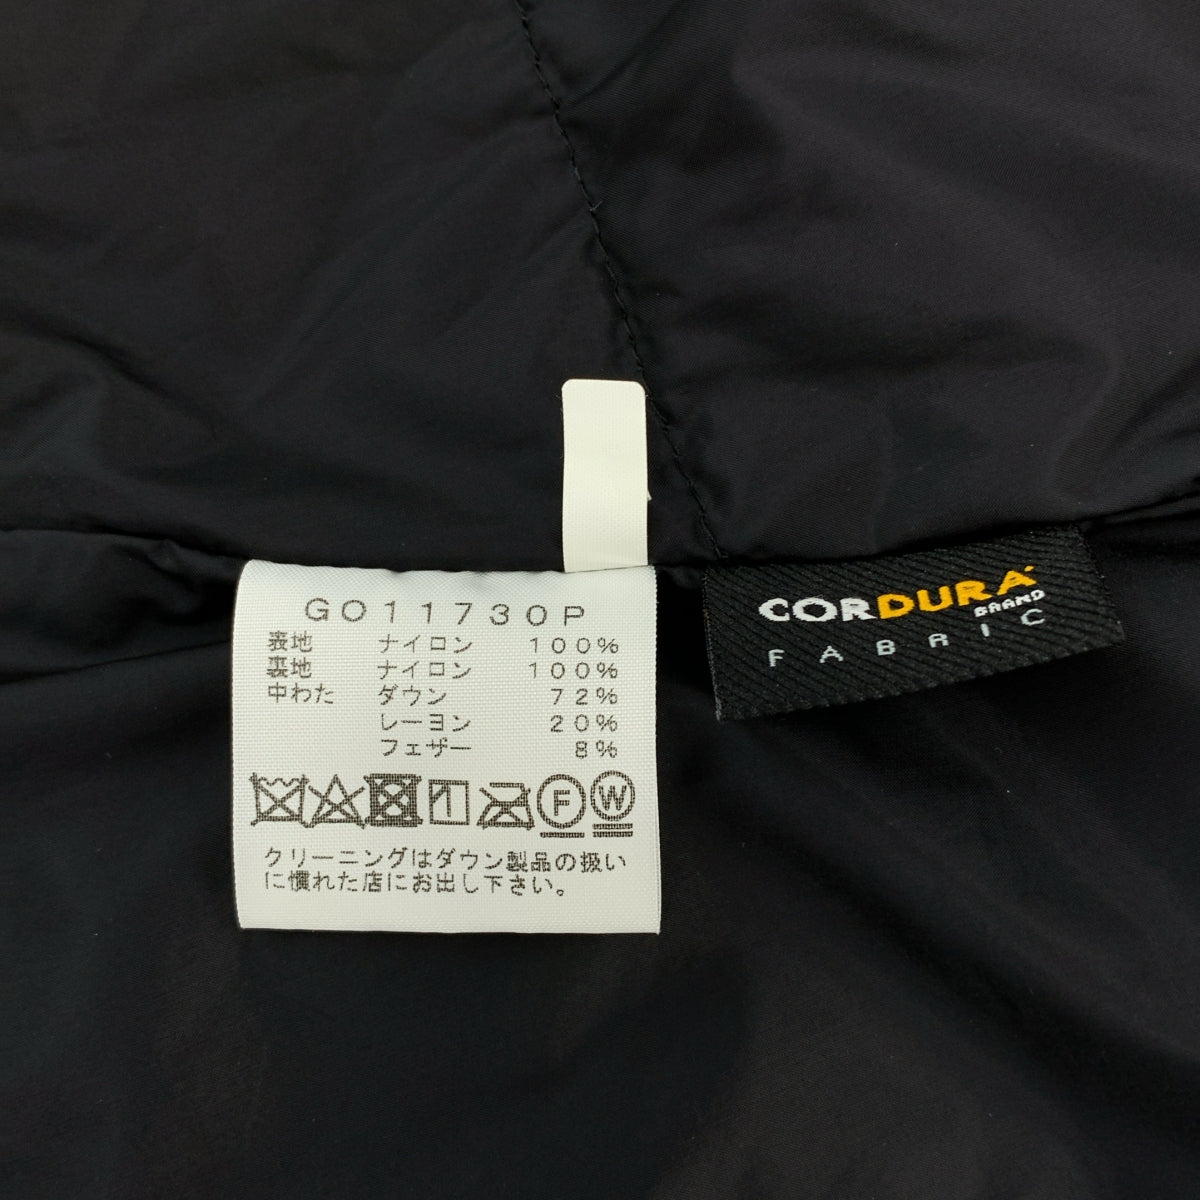 GO11730P
表地 ナイロン 100%
裏地 ナイロン 100%
中わた ダウン 72%
レーヨン 20%
フェザー 8%
F W
クリーニングはダウン製品の扱い
に慣れた店にお出し下さい。
CORDURA
BRAND
FABRIC